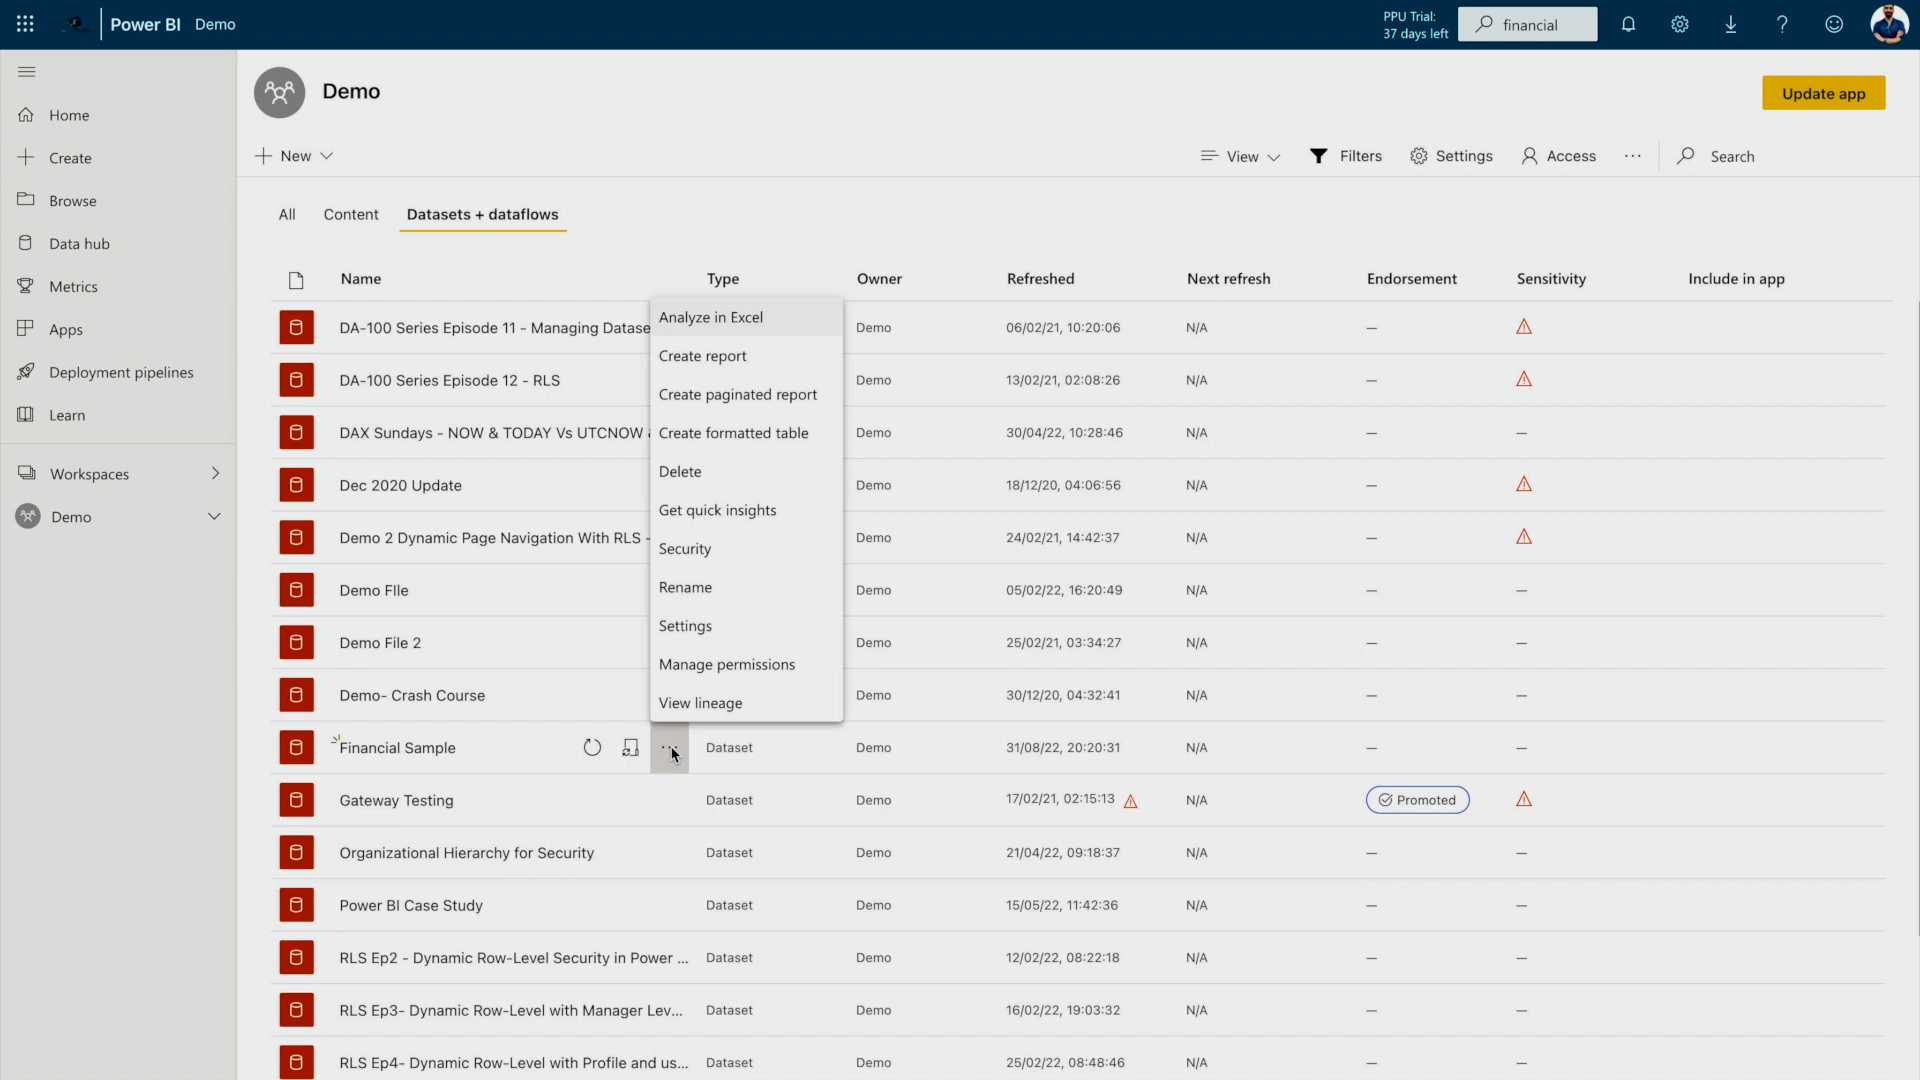 Power BI Demo
PPU Trial:
37 days left
financial
Home
Create
Browse
Data hub
Metrics
Apps
Deployment pipelines
Learn
Workspaces
Demo
Demo
Update app
New
View
Filters
Settings
Access
Search
All
Content
Datasets + dataflows
Name Type Owner Refreshed Next refresh Endorsement Sensitivity Include in app
DA-100 Series Episode 11 - Managing Datase Demo 06/02/21, 10:20:06 N/A —
DA-100 Series Episode 12 - RLS Demo 13/02/21, 02:08:26 N/A —
DAX Sundays - NOW & TODAY Vs UTCNOW Demo 30/04/22, 10:28:46 N/A — —
Dec 2020 Update Demo 18/12/20, 04:06:56 N/A —
Demo 2 Dynamic Page Navigation With RLS - Demo 24/02/21, 14:42:37 N/A —
Demo FIle Demo 05/02/22, 16:20:49 N/A — —
Demo File 2 Demo 25/02/21, 03:34:27 N/A — —
Demo- Crash Course Demo 30/12/20, 04:32:41 N/A — —
Financial Sample ... Dataset Demo 31/08/22, 20:20:31 N/A — —
Gateway Testing Dataset Demo 17/02/21, 02:15:13 N/A Promoted
Organizational Hierarchy for Security Dataset Demo 21/04/22, 09:18:37 N/A — —
Power BI Case Study Dataset Demo 15/05/22, 11:42:36 N/A — —
RLS Ep2 - Dynamic Row-Level Security in Power ... Dataset Demo 12/02/22, 08:22:18 N/A — —
RLS Ep3- Dynamic Row-Level with Manager Lev... Dataset Demo 16/02/22, 19:03:32 N/A — —
RLS Ep4- Dynamic Row-Level with Profile and us... Dataset Demo 25/02/22, 08:48:46 N/A — —
Analyze in Excel
Create report
Create paginated report
Create formatted table
Delete
Get quick insights
Security
Rename
Settings
Manage permissions
View lineage